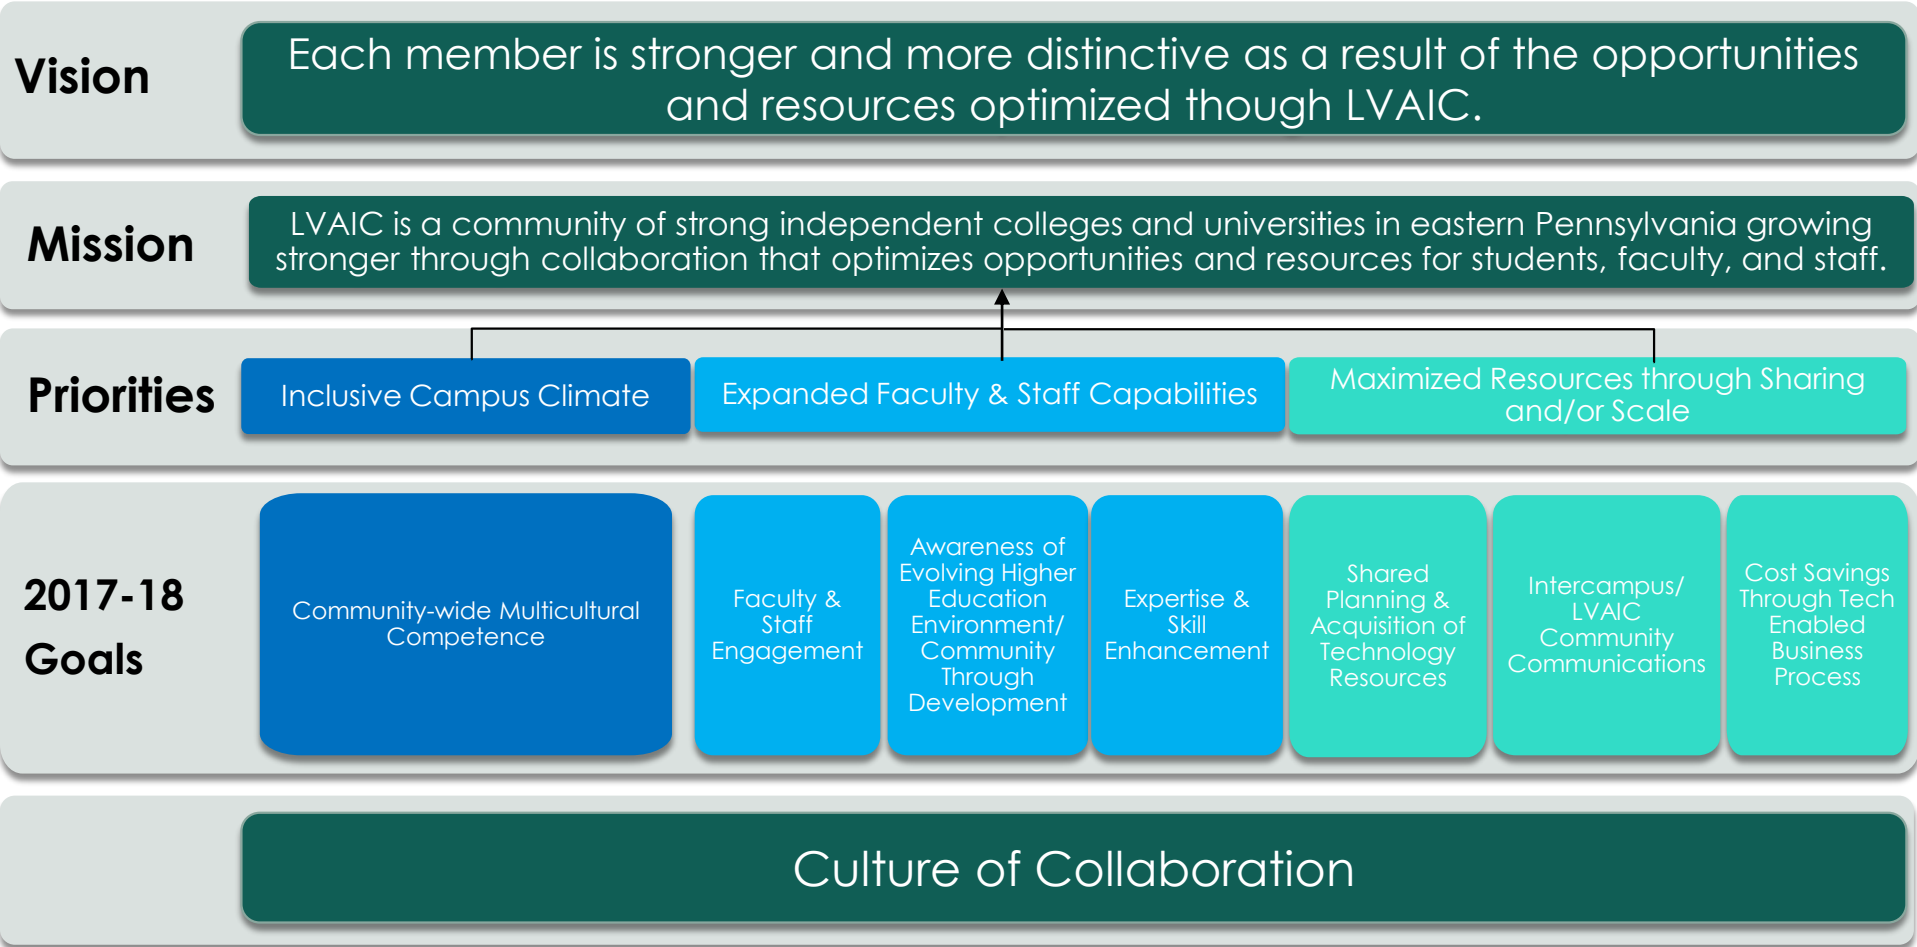 Vision
Each member is stronger and more distinctive as a result of the opportunities
and resources optimized though LVAIC.
Mission
LVAIC is a community of strong independent colleges and universities in eastern Pennsylvania growing
stronger through collaboration that optimizes opportunities and resources for students, faculty, and staff.
Priorities
Inclusive Campus Climate
Expanded Faculty & Staff Capabilities
Maximized Resources through Sharing
and/or Scale
2017-18
Goals
Community-wide Multicultural
Competence
Faculty &
Staff
Engagement
Awareness of
Evolving Higher
Education
Environment/
Community
Through
Development
Expertise &
Skill
Enhancement
Shared
Planning &
Acquisition of
Technology
Resources
Intercampus/
LVAIC
Community
Communications
Cost Savings
Through Tech
Enabled
Business
Process
Culture of Collaboration